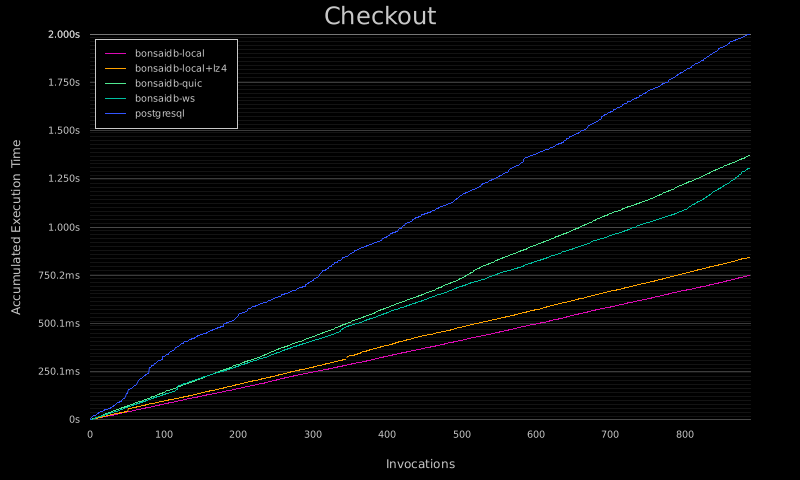 Checkout
2.000s
1.750s
1.500s
1.250s
1.000s
750.2ms
500.1ms
250.1ms
0s
bonsaidb-local
bonsaidb-local+lz4
bonsaidb-quic
bonsaidb-ws
postgresql
Accumulated Execution Time
0 100 200 300 400 500 600 700 800
Invocations